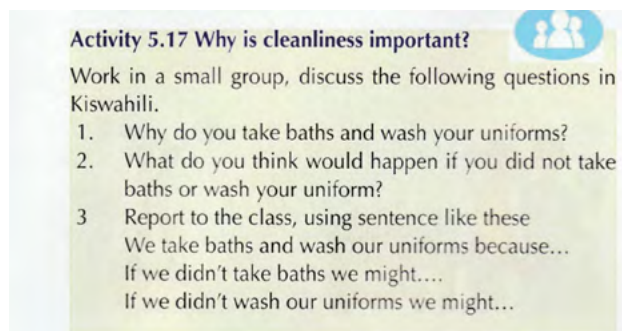 Activity 5.17 Why is cleanliness important?
Work in a small group, discuss the following questions in
Kiswahili.
1. Why do you take baths and wash your uniforms?
2. What do you think would happen if you did not take
baths or wash your uniform?
3 Report to the class, using sentence like these
We take baths and wash our uniforms because...
If we didn't take baths we might....
If we didn't wash our uniforms we might...